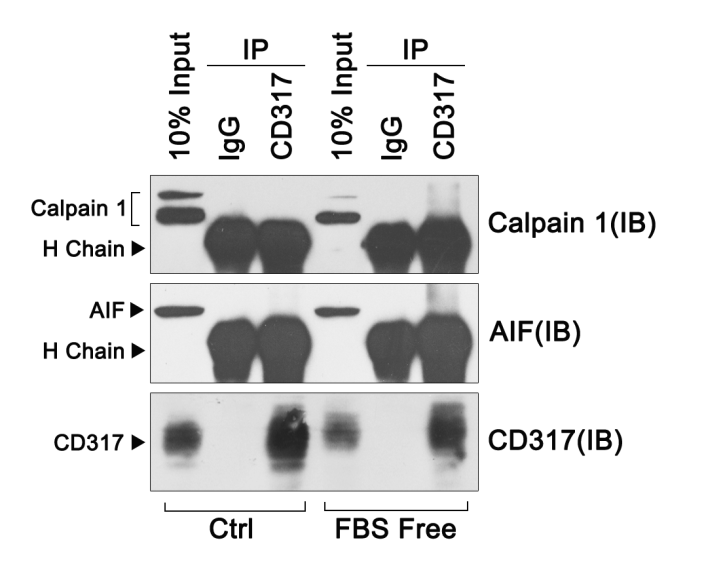 10% Input
IP
IgG
CD317
10% Input
IP
IgG
CD317
Calpain 1
H Chain
Calpain 1(IB)
AIF
H Chain
AIF(IB)
CD317
CD317(IB)
Ctrl
FBS Free